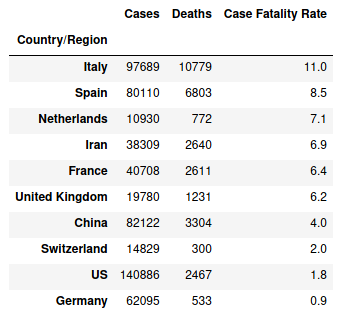 Cases Deaths Case Fatality Rate
Country/Region
Italy 97689 10779 11.0
Spain 80110 6803 8.5
Netherlands 10930 772 7.1
Iran 38309 2640 6.9
France 40708 2611 6.4
United Kingdom 19780 1231 6.2
China 82122 3304 4.0
Switzerland 14829 300 2.0
US 140886 2467 1.8
Germany 62095 533 0.9